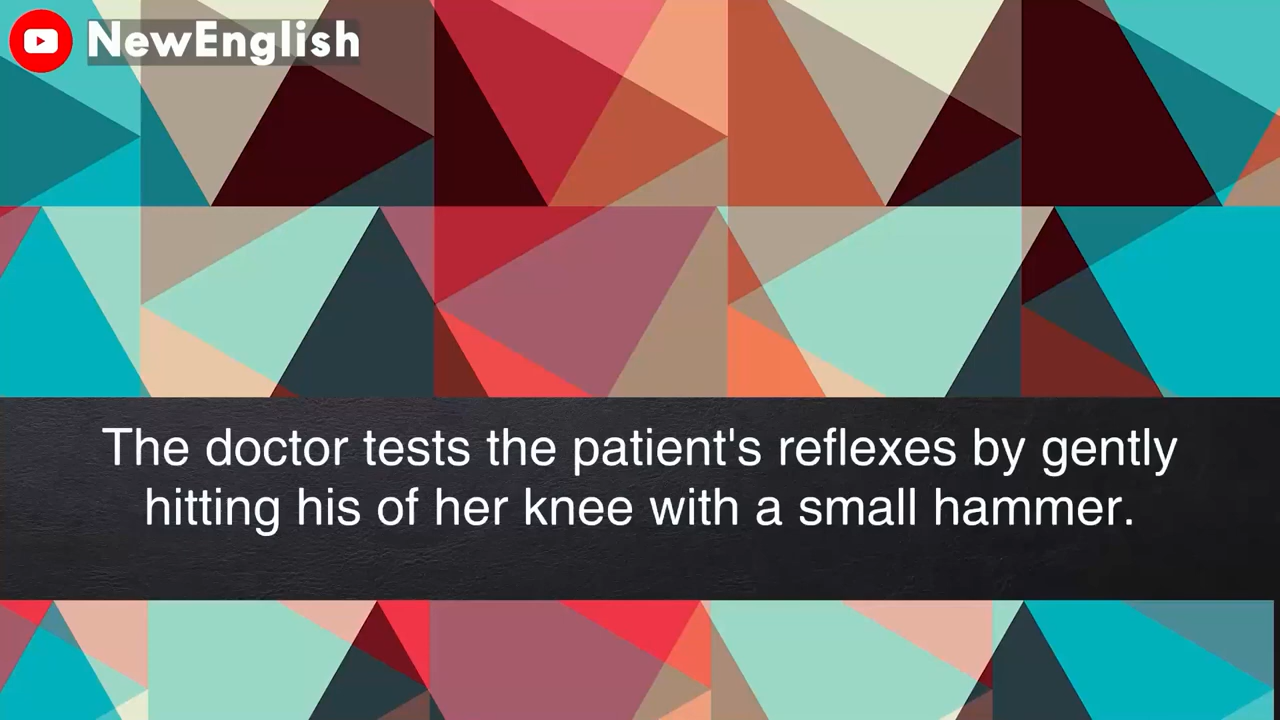 NewEnglish
The doctor tests the patient's reflexes by gently
hitting his of her knee with a small hammer.